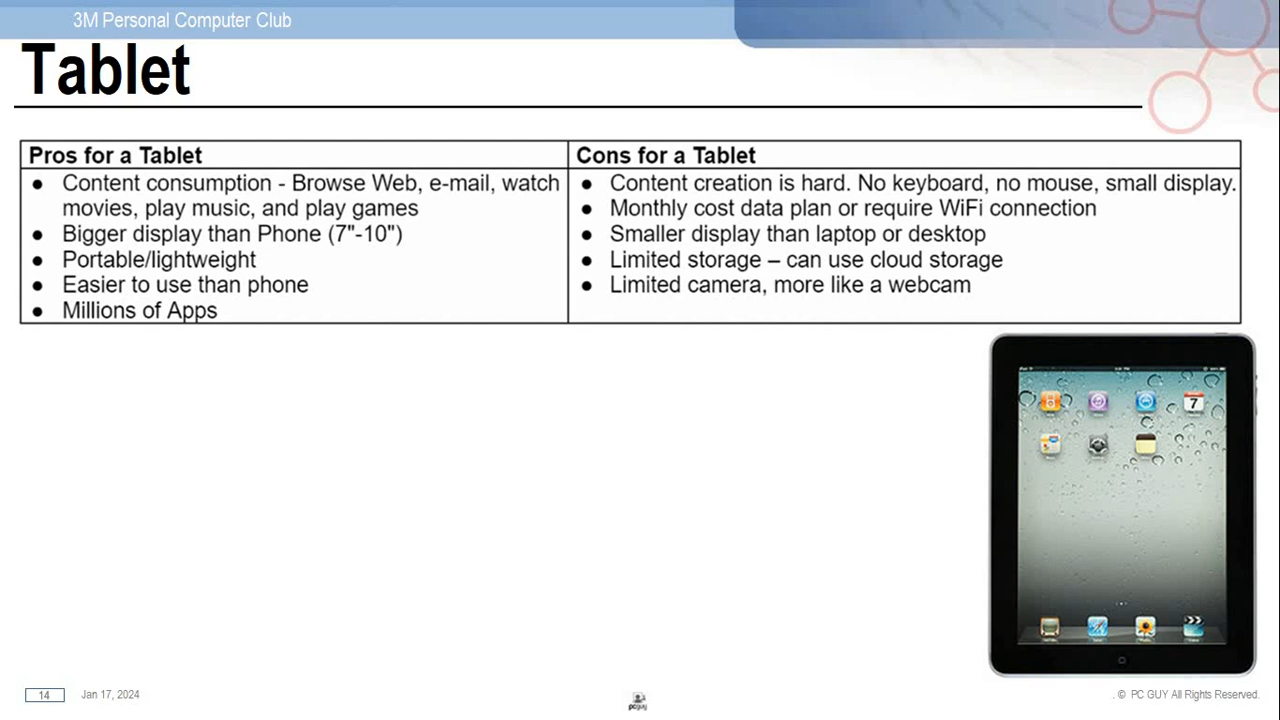 3M Personal Computer Club
Tablet
Pros for a Tablet
● Content consumption - Browse Web, e-mail, watch
movies, play music, and play games
● Bigger display than Phone (7"-10")
● Portable/lightweight
● Easier to use than phone
● Millions of Apps
Cons for a Tablet
● Content creation is hard. No keyboard, no mouse, small display.
● Monthly cost data plan or require WiFi connection
● Smaller display than laptop or desktop
● Limited storage – can use cloud storage
● Limited camera, more like a webcam
7
14
Jan 17, 2024
. © PC GUY All Rights Reserved.